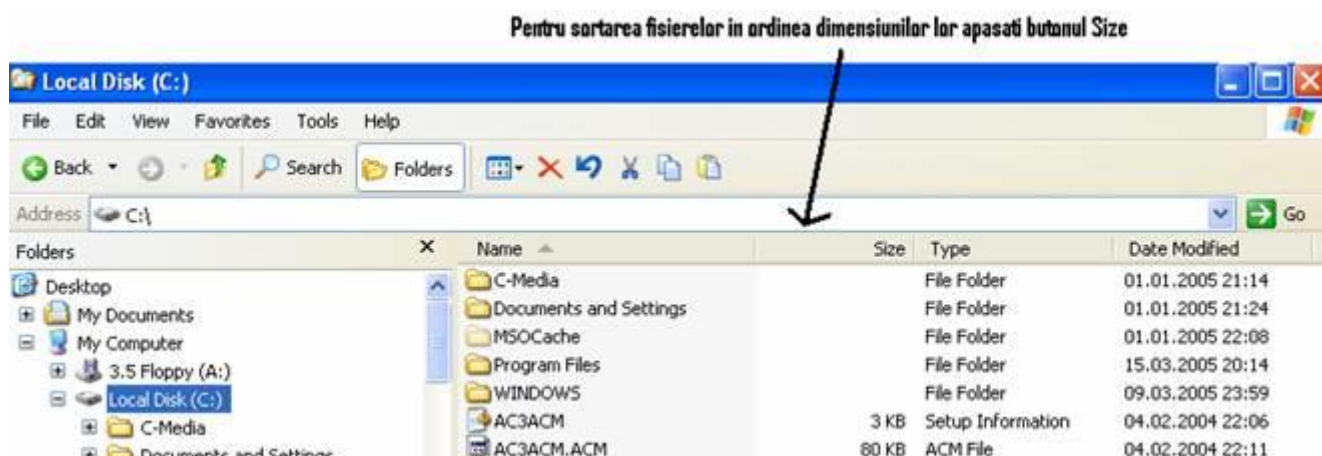 Pentru sortarea fisierelor in ordinea dimensiunilor lor apasati butonul Size
Local Disk (C:)
File Edit View Favorites Tools Help
Back Search Folders
Address C:\ Go
Folders Name Size Type Date Modified
Desktop C-Media File Folder 01.01.2005 21:14
My Documents Documents and Settings File Folder 01.01.2005 21:24
My Computer MSOCache File Folder 01.01.2005 22:08
3.5 Floppy (A:) Program Files File Folder 15.03.2005 20:14
Local Disk (C:) WINDOWS File Folder 09.03.2005 23:59
C-Media AC3ACM 3 KB Setup Information 04.02.2004 22:06
Documents and Settings AC3ACM.ACM 80 KB ACM File 04.02.2004 22:11